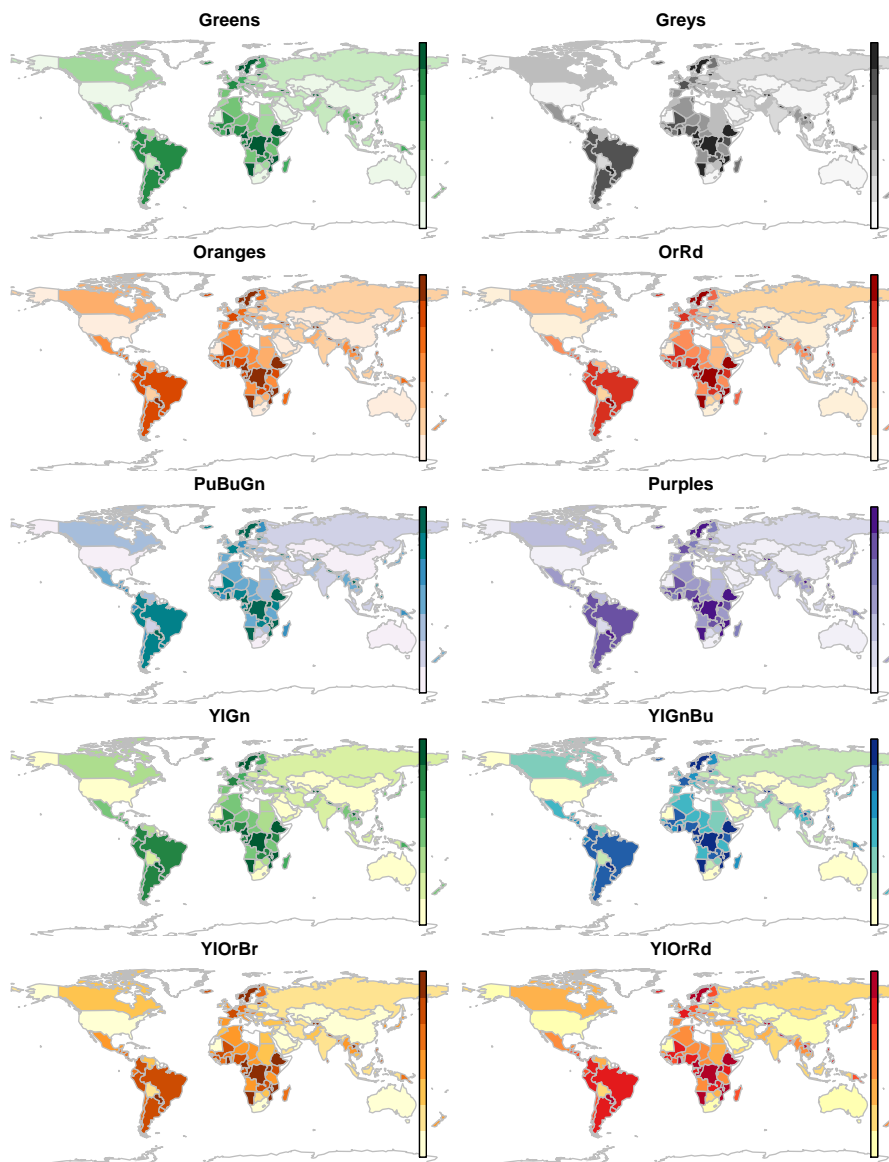 Greens
Greys
Oranges
OrRd
PuBuGn
Purples
YlGn
YlGnBu
YlOrBr
YlOrRd